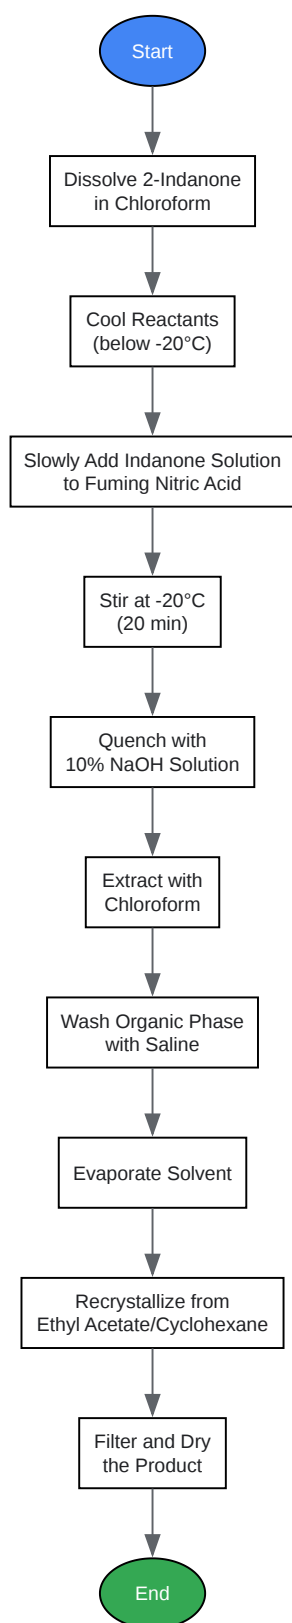 Start
Dissolve 2-Indanone
in Chloroform
Cool Reactants
(below -20°C)
Slowly Add Indanone Solution
to Fuming Nitric Acid
Stir at -20°C
(20 min)
Quench with
10% NaOH Solution
Extract with
Chloroform
Wash Organic Phase
with Saline
Evaporate Solvent
Recrystallize from
Ethyl Acetate/Cyclohexane
Filter and Dry
the Product
End